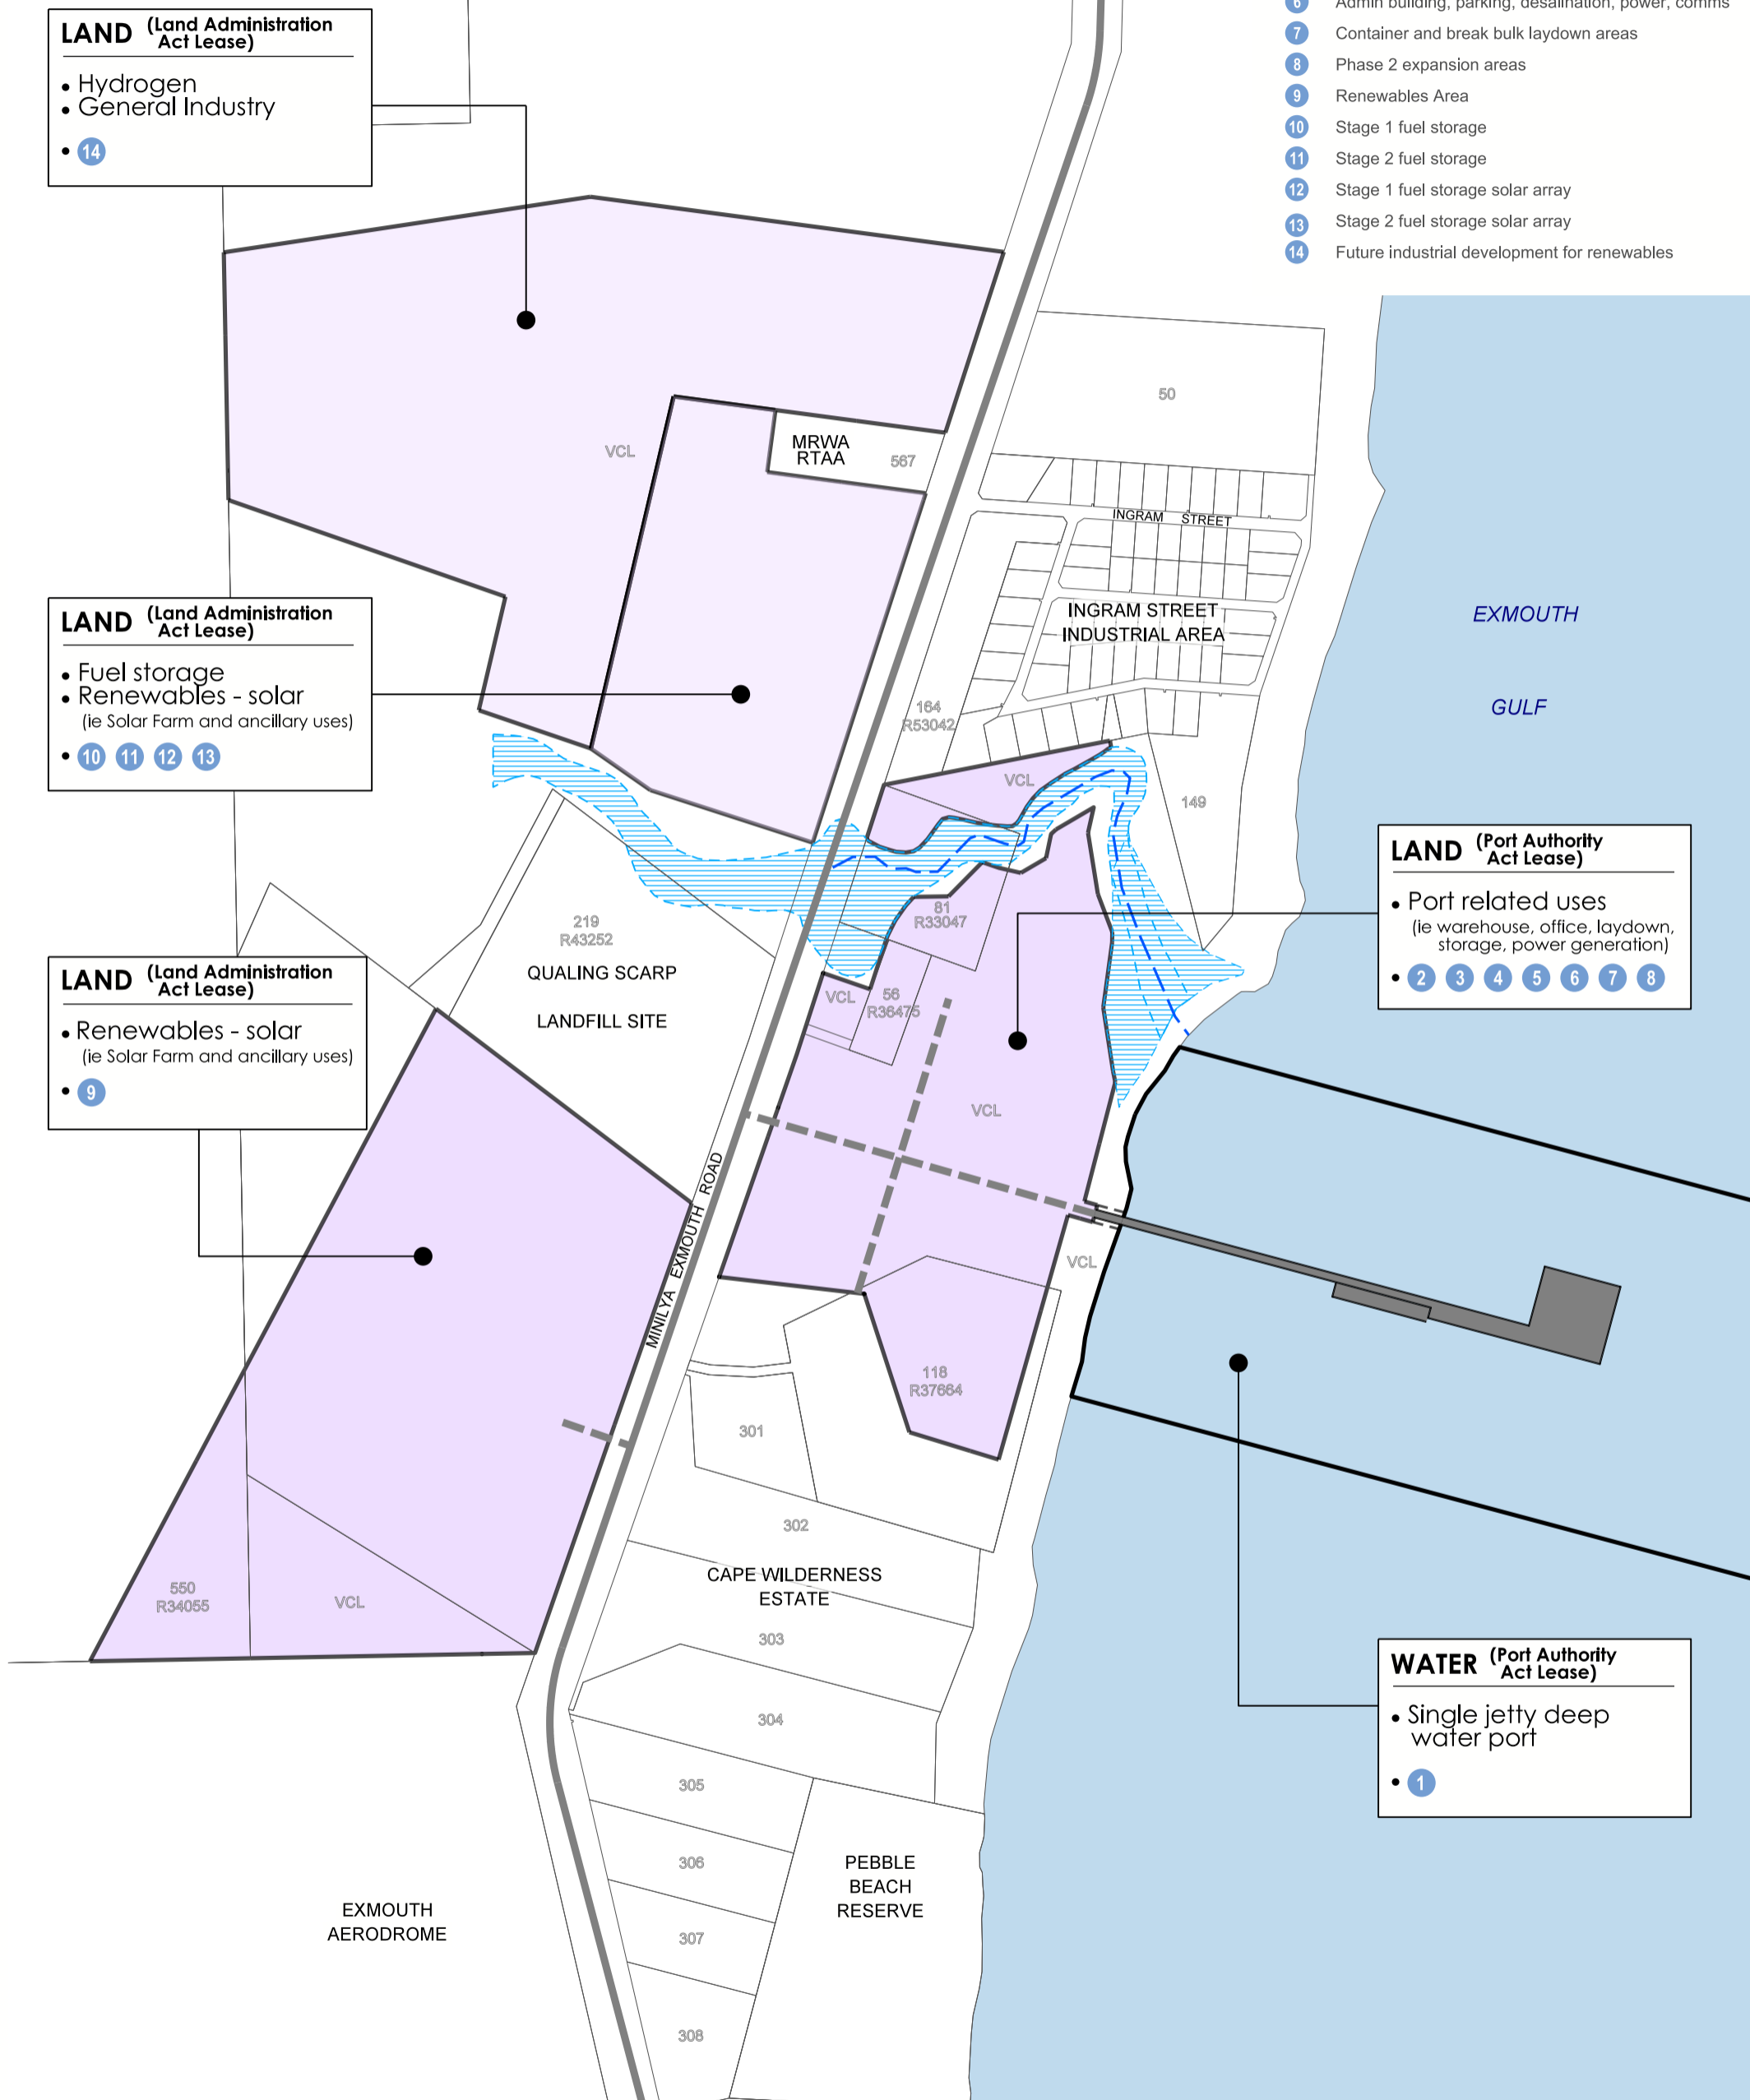 LAND (Land Administration
Act Lease)
• Hydrogen
• General Industry
• 14
6 Admin building, parking, desalination, power, comms
7 Container and break bulk laydown areas
8 Phase 2 expansion areas
9 Renewables Area
10 Stage 1 fuel storage
11 Stage 2 fuel storage
12 Stage 1 fuel storage solar array
13 Stage 2 fuel storage solar array
14 Future industrial development for renewables
50
VCL
MRWA
RTAA
567
INGRAM STREET
INGRAM STREET
INDUSTRIAL AREA
EXMOUTH
GULF
LAND (Land Administration
Act Lease)
• Fuel storage
• Renewables - solar
(ie Solar Farm and ancillary uses)
• 10 11 12 13
164
R53042
VCL
149
LAND (Port Authority
Act Lease)
• Port related uses
(ie warehouse, office, laydown,
storage, power generation)
• 2 3 4 5 6 7 8
81
R33047
219
R43252
QUALING SCARP
LANDFILL SITE
VCL
56
R36475
LAND (Land Administration
Act Lease)
• Renewables - solar
(ie Solar Farm and ancillary uses)
• 9
VCL
MINILYA EXMOUTH ROAD
VCL
118
R37664
301
302
CAPE WILDERNESS
ESTATE
550
R34055
VCL
303
304
WATER (Port Authority
Act Lease)
• Single jetty deep
water port
• 1
305
306
PEBBLE
BEACH
RESERVE
EXMOUTH
AERODROME
307
308